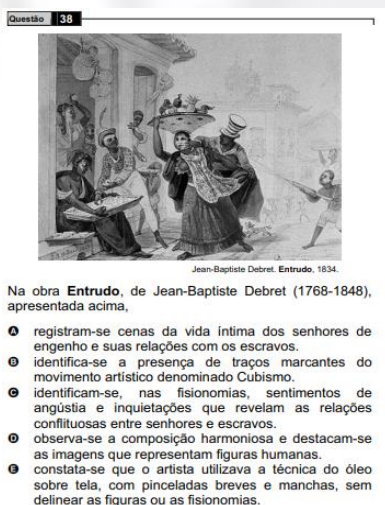 Questão 38
Jean-Baptiste Debret. Entrudo, 1834.
Na obra Entrudo, de Jean-Baptiste Debret (1768-1848),
apresentada acima,
A registram-se cenas da vida íntima dos senhores de
engenho e suas relações com os escravos.
B identifica-se a presença de traços marcantes do
movimento artístico denominado Cubismo.
C identificam-se, nas fisionomias, sentimentos de
angústia e inquietações que revelam as relações
conflituosas entre senhores e escravos.
D observa-se a composição harmoniosa e destacam-se
as imagens que representam figuras humanas.
E constata-se que o artista utilizava a técnica do óleo
sobre tela, com pinceladas breves e manchas, sem
delinear as figuras ou as fisionomias.